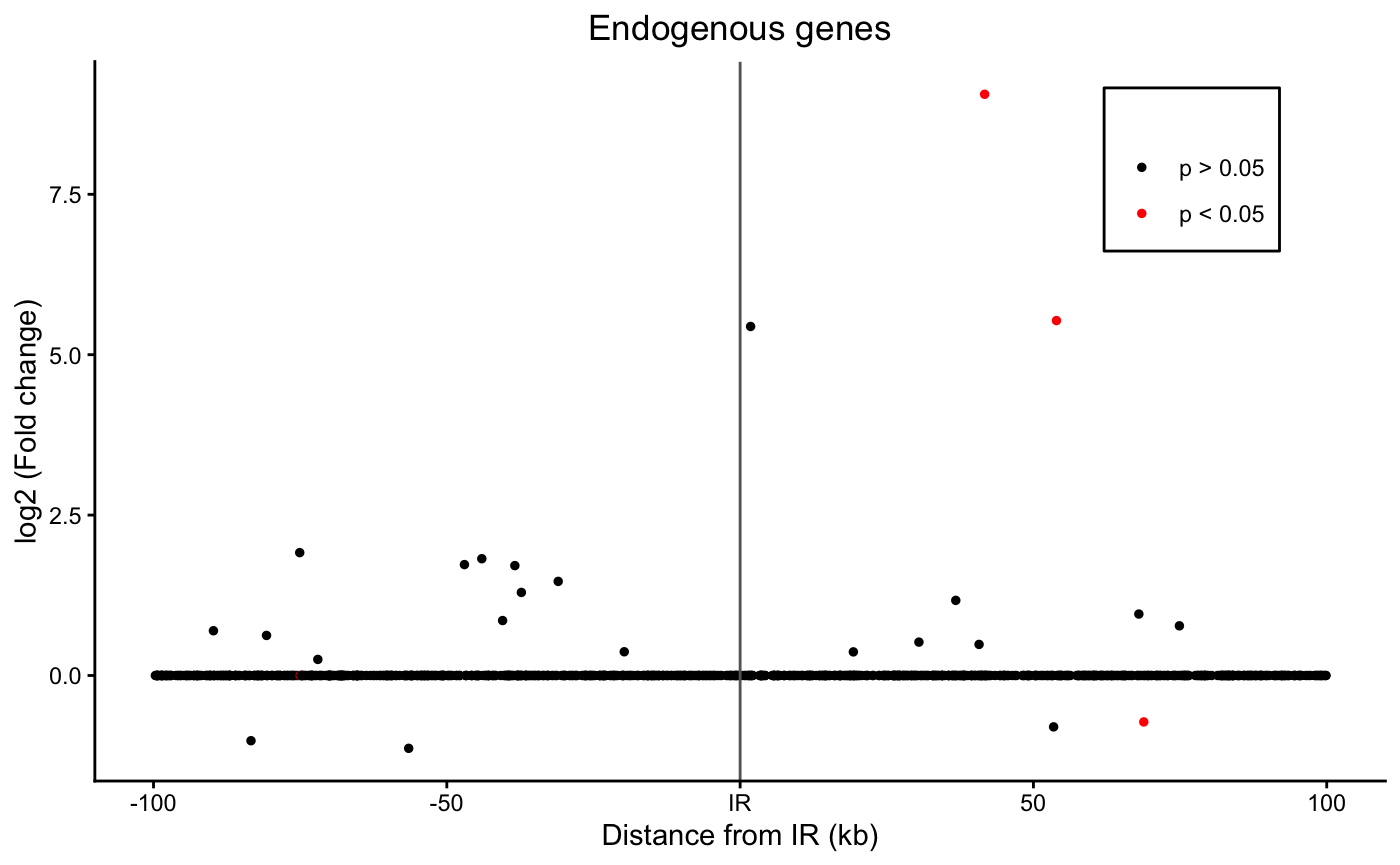 Endogenous genes
p > 0.05
p < 0.05
7.5
5.0
2.5
0.0
log2 (Fold change)
-100 -50 IR 50 100
Distance from IR (kb)